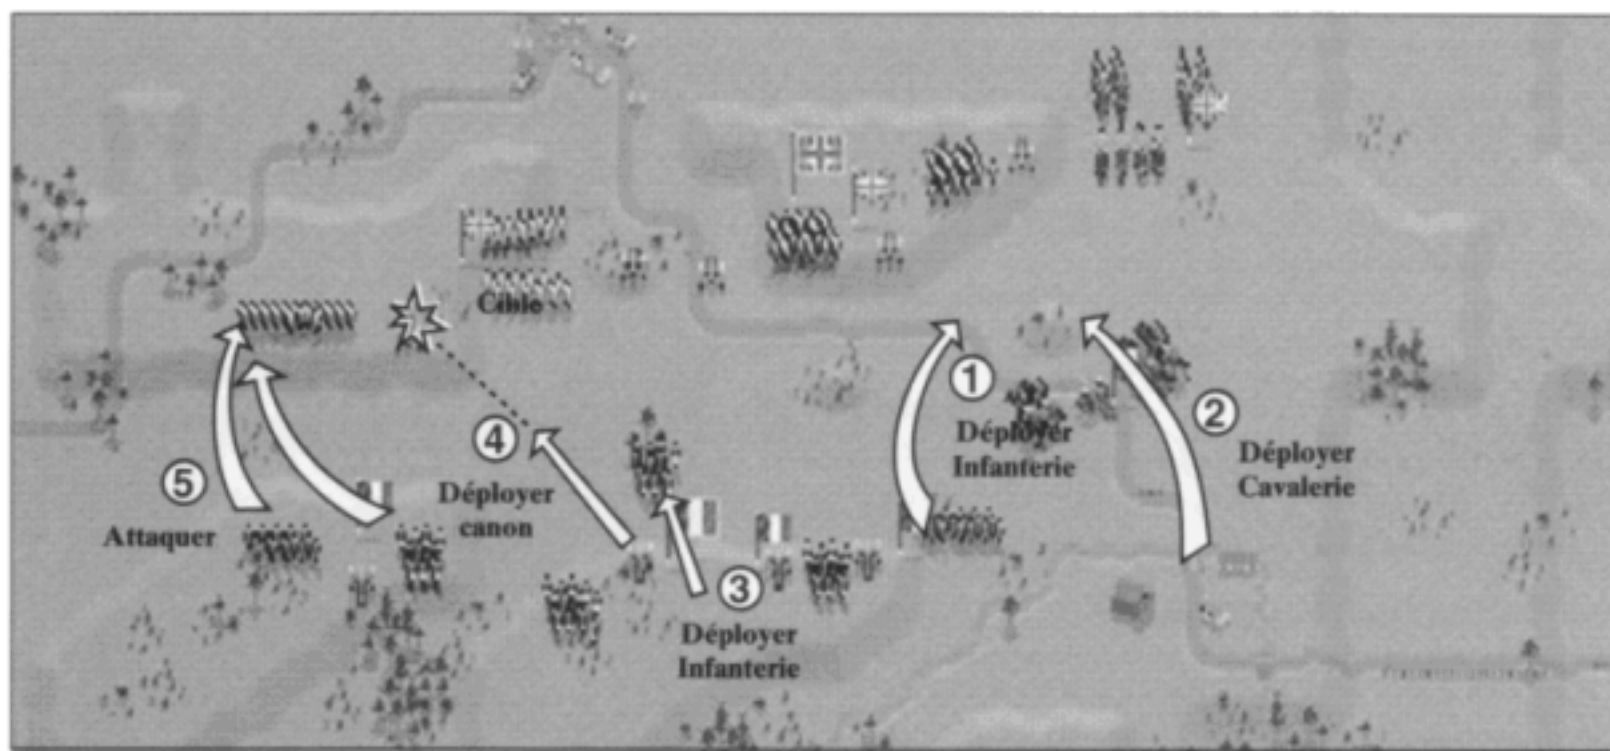 Cible
1
Déployer
Infanterie
2
Déployer
Cavalerie
4
Déployer
canon
5
Attaquer
3
Déployer
Infanterie